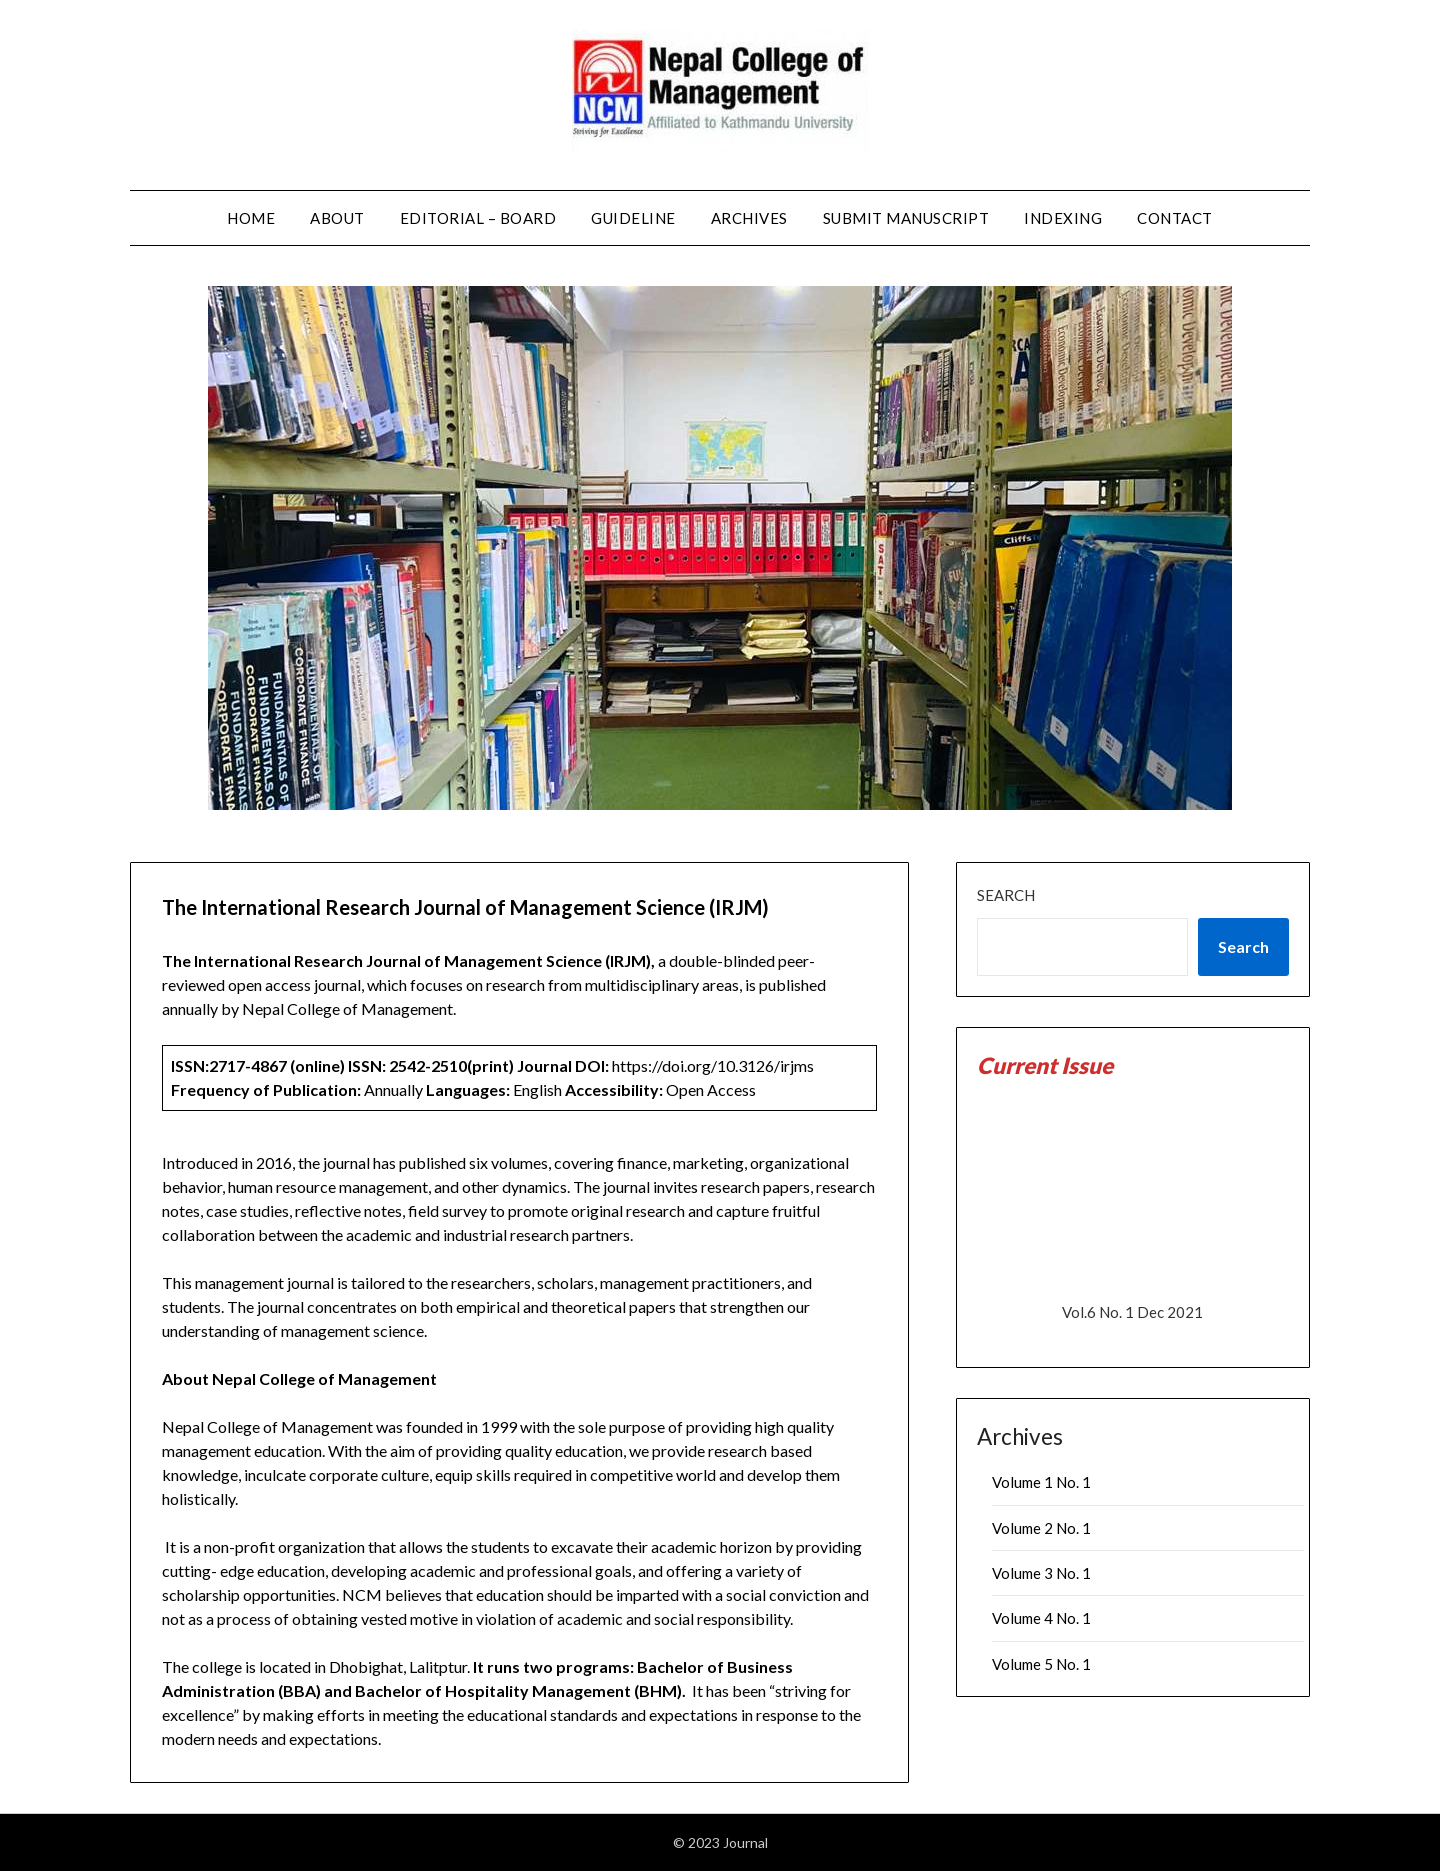 Nepal College of
Management
NCM
Striving for Excellence
Affiliated to Kathmandu University
HOME
ABOUT
EDITORIAL – BOARD
GUIDELINE
ARCHIVES
SUBMIT MANUSCRIPT
INDEXING
CONTACT
FUNDAMENTALS OF
CORPORATE FINANCE
The International Research Journal of Management Science (IRJM)
The International Research Journal of Management Science (IRJM), a double-blinded peer-
reviewed open access journal, which focuses on research from multidisciplinary areas, is published
annually by Nepal College of Management.
ISSN:2717-4867 (online) ISSN: 2542-2510(print) Journal DOI: https://doi.org/10.3126/irjms
Frequency of Publication: Annually Languages: English Accessibility: Open Access
Introduced in 2016, the journal has published six volumes, covering finance, marketing, organizational
behavior, human resource management, and other dynamics. The journal invites research papers, research
notes, case studies, reflective notes, field survey to promote original research and capture fruitful
collaboration between the academic and industrial research partners.
This management journal is tailored to the researchers, scholars, management practitioners, and
students. The journal concentrates on both empirical and theoretical papers that strengthen our
understanding of management science.
About Nepal College of Management
Nepal College of Management was founded in 1999 with the sole purpose of providing high quality
management education. With the aim of providing quality education, we provide research based
knowledge, inculcate corporate culture, equip skills required in competitive world and develop them
holistically.
It is a non-profit organization that allows the students to excavate their academic horizon by providing
cutting- edge education, developing academic and professional goals, and offering a variety of
scholarship opportunities. NCM believes that education should be imparted with a social conviction and
not as a process of obtaining vested motive in violation of academic and social responsibility.
The college is located in Dhobighat, Lalitptur. It runs two programs: Bachelor of Business
Administration (BBA) and Bachelor of Hospitality Management (BHM).  It has been “striving for
excellence” by making efforts in meeting the educational standards and expectations in response to the
modern needs and expectations.
SEARCH
Search
Current Issue
Vol.6 No. 1 Dec 2021
Archives
Volume 1 No. 1
Volume 2 No. 1
Volume 3 No. 1
Volume 4 No. 1
Volume 5 No. 1
© 2023 Journal